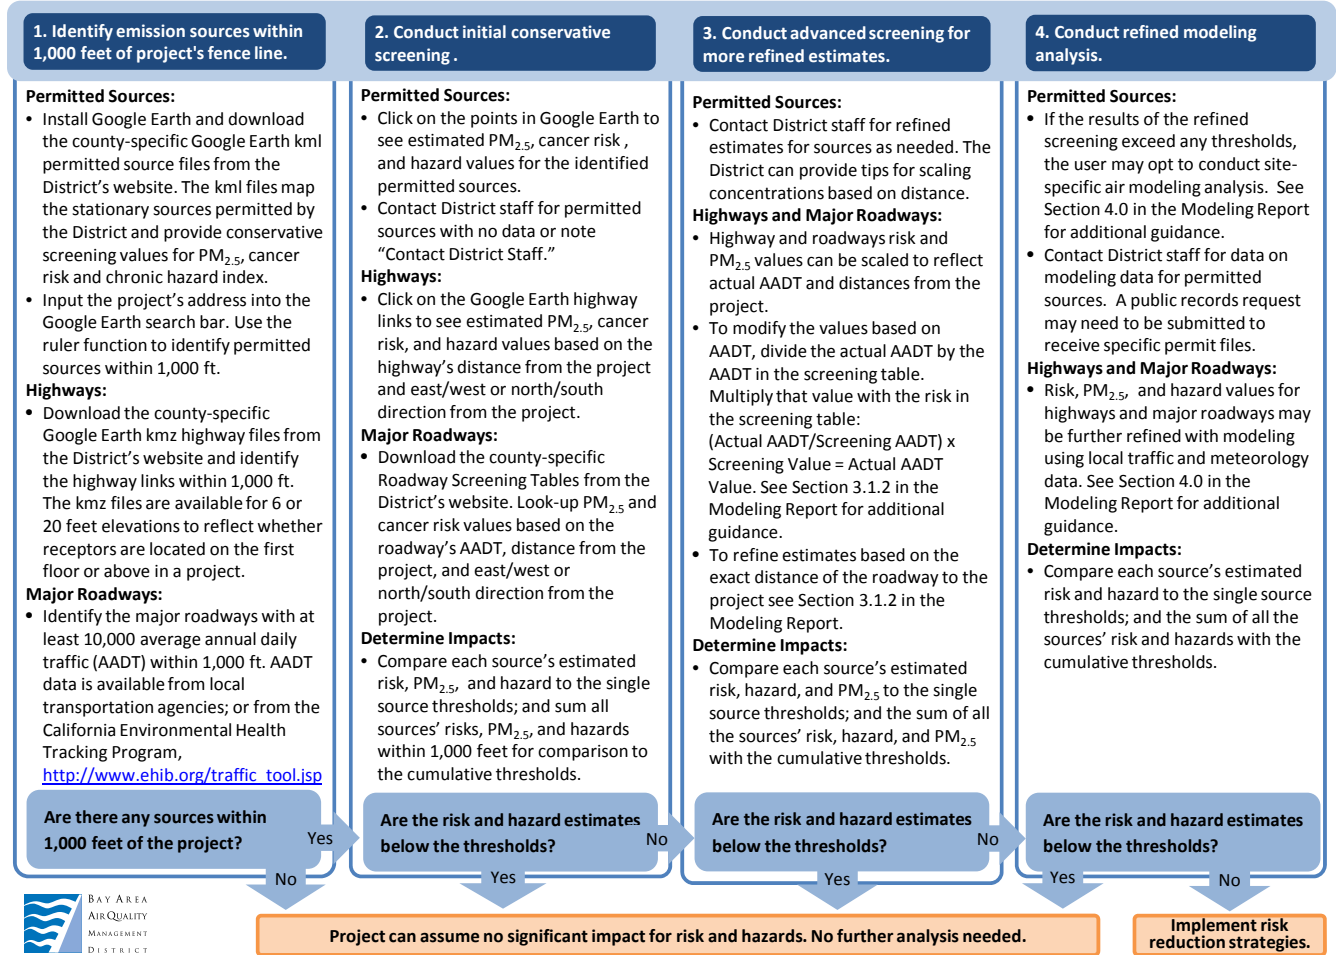 1. Identify emission sources within
1,000 feet of project's fence line.
Permitted Sources:
• Install Google Earth and download
the county-specific Google Earth kml
permitted source files from the
District’s website. The kml files map
the stationary sources permitted by
the District and provide conservative
screening values for PM2.5, cancer
risk and chronic hazard index.
• Input the project’s address into the
Google Earth search bar. Use the
ruler function to identify permitted
sources within 1,000 ft.
Highways:
• Download the county-specific
Google Earth kmz highway files from
the District’s website and identify
the highway links within 1,000 ft.
The kmz files are available for 6 or
20 feet elevations to reflect whether
receptors are located on the first
floor or above in a project.
Major Roadways:
• Identify the major roadways with at
least 10,000 average annual daily
traffic (AADT) within 1,000 ft. AADT
data is available from local
transportation agencies; or from the
California Environmental Health
Tracking Program,
http://www.ehib.org/traffic_tool.jsp
Are there any sources within
1,000 feet of the project?
Yes
No
2. Conduct initial conservative
screening .
Permitted Sources:
• Click on the points in Google Earth to
see estimated PM2.5, cancer risk ,
and hazard values for the identified
permitted sources.
• Contact District staff for permitted
sources with no data or note
“Contact District Staff.”
Highways:
• Click on the Google Earth highway
links to see estimated PM2.5, cancer
risk, and hazard values based on the
highway’s distance from the project
and east/west or north/south
direction from the project.
Major Roadways:
• Download the county-specific
Roadway Screening Tables from the
District’s website. Look-up PM2.5 and
cancer risk values based on the
roadway’s AADT, distance from the
project, and east/west or
north/south direction from the
project.
Determine Impacts:
• Compare each source’s estimated
risk, PM2.5, and hazard to the single
source thresholds; and sum all
sources’ risks, PM2.5, and hazards
within 1,000 feet for comparison to
the cumulative thresholds.
Are the risk and hazard estimates
below the thresholds?
No
Yes
3. Conduct advanced screening for
more refined estimates.
Permitted Sources:
• Contact District staff for refined
estimates for sources as needed. The
District can provide tips for scaling
concentrations based on distance.
Highways and Major Roadways:
• Highway and roadways risk and
PM2.5 values can be scaled to reflect
actual AADT and distances from the
project.
• To modify the values based on
AADT, divide the actual AADT by the
AADT in the screening table.
Multiply that value with the risk in
the screening table:
(Actual AADT/Screening AADT) x
Screening Value = Actual AADT
Value. See Section 3.1.2 in the
Modeling Report for additional
guidance.
• To refine estimates based on the
exact distance of the roadway to the
project see Section 3.1.2 in the
Modeling Report.
Determine Impacts:
• Compare each source’s estimated
risk, hazard, and PM2.5 to the single
source thresholds; and the sum of all
the sources’ risk, hazard, and PM2.5
with the cumulative thresholds.
Are the risk and hazard estimates
below the thresholds?
No
Yes
4. Conduct refined modeling
analysis.
Permitted Sources:
• If the results of the refined
screening exceed any thresholds,
the user may opt to conduct site-
specific air modeling analysis. See
Section 4.0 in the Modeling Report
for additional guidance.
• Contact District staff for data on
modeling data for permitted
sources. A public records request
may need to be submitted to
receive specific permit files.
Highways and Major Roadways:
• Risk, PM2.5, and hazard values for
highways and major roadways may
be further refined with modeling
using local traffic and meteorology
data. See Section 4.0 in the
Modeling Report for additional
guidance.
Determine Impacts:
• Compare each source’s estimated
risk and hazard to the single source
thresholds; and the sum of all the
sources’ risk and hazards with the
cumulative thresholds.
Are the risk and hazard estimates
below the thresholds?
Yes
No
BAY AREA
AIR QUALITY
MANAGEMENT
DISTRICT
Project can assume no significant impact for risk and hazards. No further analysis needed.
Implement risk
reduction strategies.